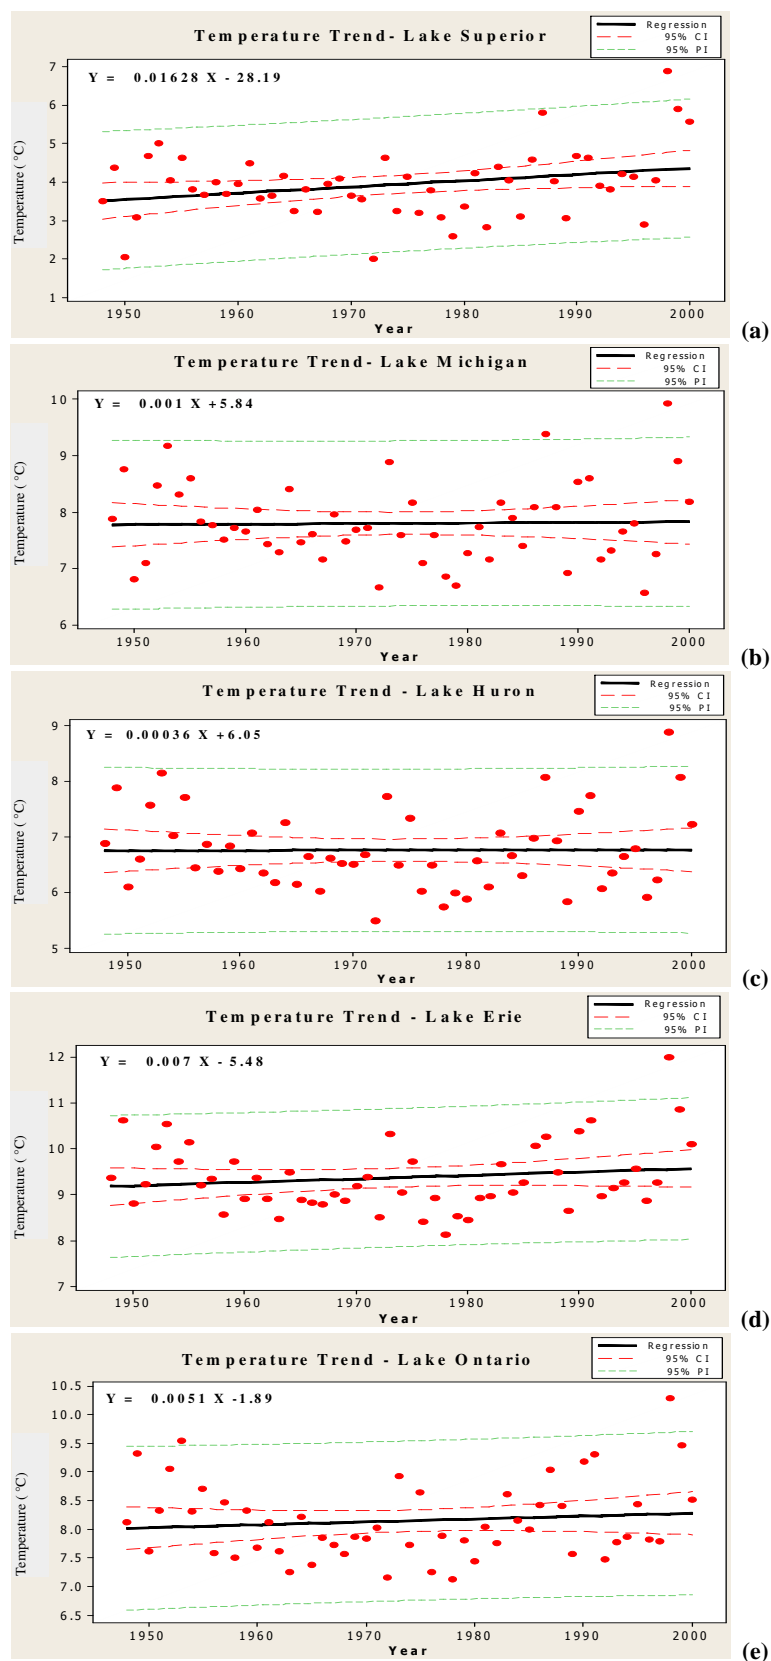 Temperature Trend- Lake Superior
Regression
95% CI
95% PI
Y = 0.01628 X - 28.19
Temperature ( °C)
7
6
5
4
3
2
1
1950 1960 1970 1980 1990 2000
Year
(a)
Temperature Trend- Lake Michigan
Regression
95% CI
95% PI
Y = 0.001 X +5.84
Temperature ( °C)
10
9
8
7
6
1950 1960 1970 1980 1990 2000
Year
(b)
Temperature Trend - Lake Huron
Regression
95% CI
95% PI
Y = 0.00036 X +6.05
Temperature ( °C)
9
8
7
6
5
1950 1960 1970 1980 1990 2000
Year
(c)
Temperature Trend - Lake Erie
Regression
95% CI
95% PI
Y = 0.007 X - 5.48
Temperature ( °C)
12
11
10
9
8
7
1950 1960 1970 1980 1990 2000
Year
(d)
Temperature Trend - Lake Ontario
Regression
95% CI
95% PI
Y = 0.0051 X -1.89
Temperature ( °C)
10.5
10.0
9.5
9.0
8.5
8.0
7.5
7.0
6.5
1950 1960 1970 1980 1990 2000
Year
(e)